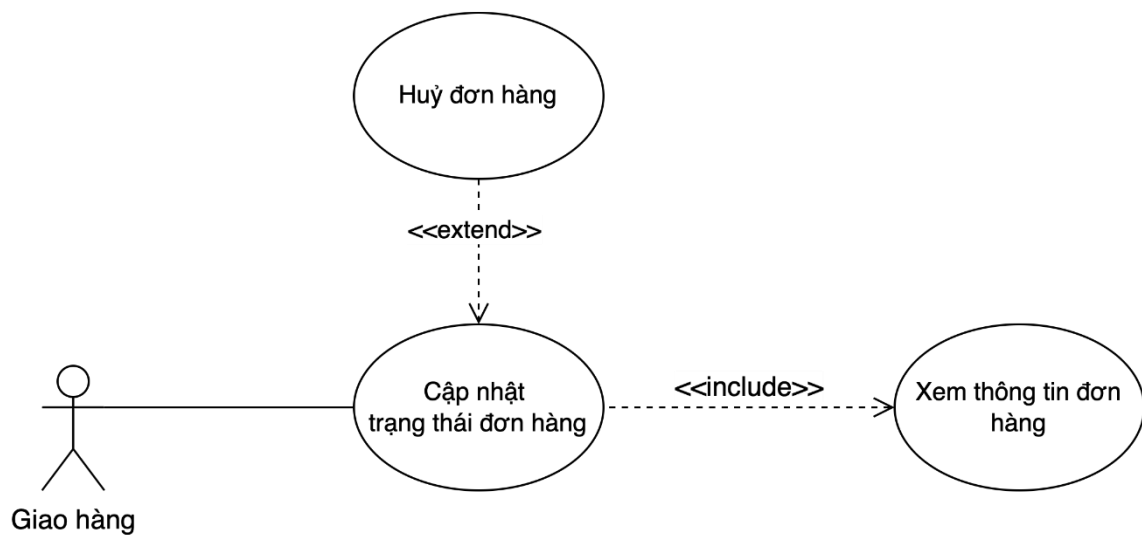 Huỷ đơn hàng
<<extend>>
Cập nhật
trạng thái đơn hàng
<<include>>
Xem thông tin đơn
hàng
Giao hàng